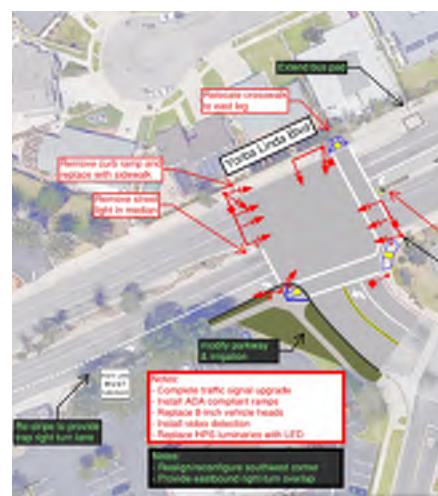 Extend bus pad
Relocate crosswalk
to east leg
Yorba Linda Blvd
Remove curb ramp and
replace with sidewalk
Remove street
light in median
modify parkway
& irrigation
MUST
Re-stripe to provide
trap right turn lane
Notes:
- Complete traffic signal upgrade
- Install ADA compliant ramps
- Replace 8-inch vehicle heads
- Install video detection
- Replace HPS luminaries with LED
Notes:
- Realign/reconfigure southwest corner
- Provide eastbound right-turn overlap